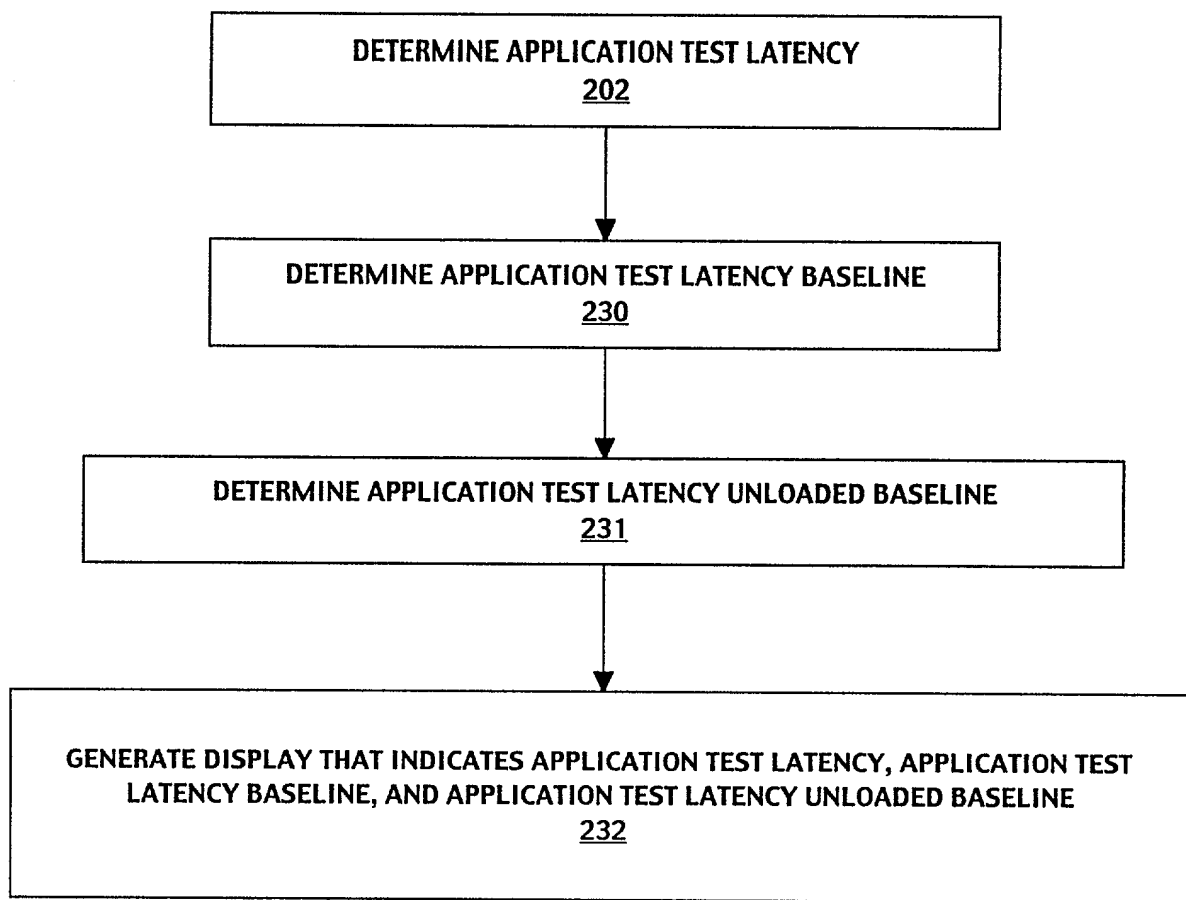 DETERMINE APPLICATION TEST LATENCY
202
DETERMINE APPLICATION TEST LATENCY BASELINE
230
DETERMINE APPLICATION TEST LATENCY UNLOADED BASELINE
231
GENERATE DISPLAY THAT INDICATES APPLICATION TEST LATENCY, APPLICATION TEST
LATENCY BASELINE, AND APPLICATION TEST LATENCY UNLOADED BASELINE
232